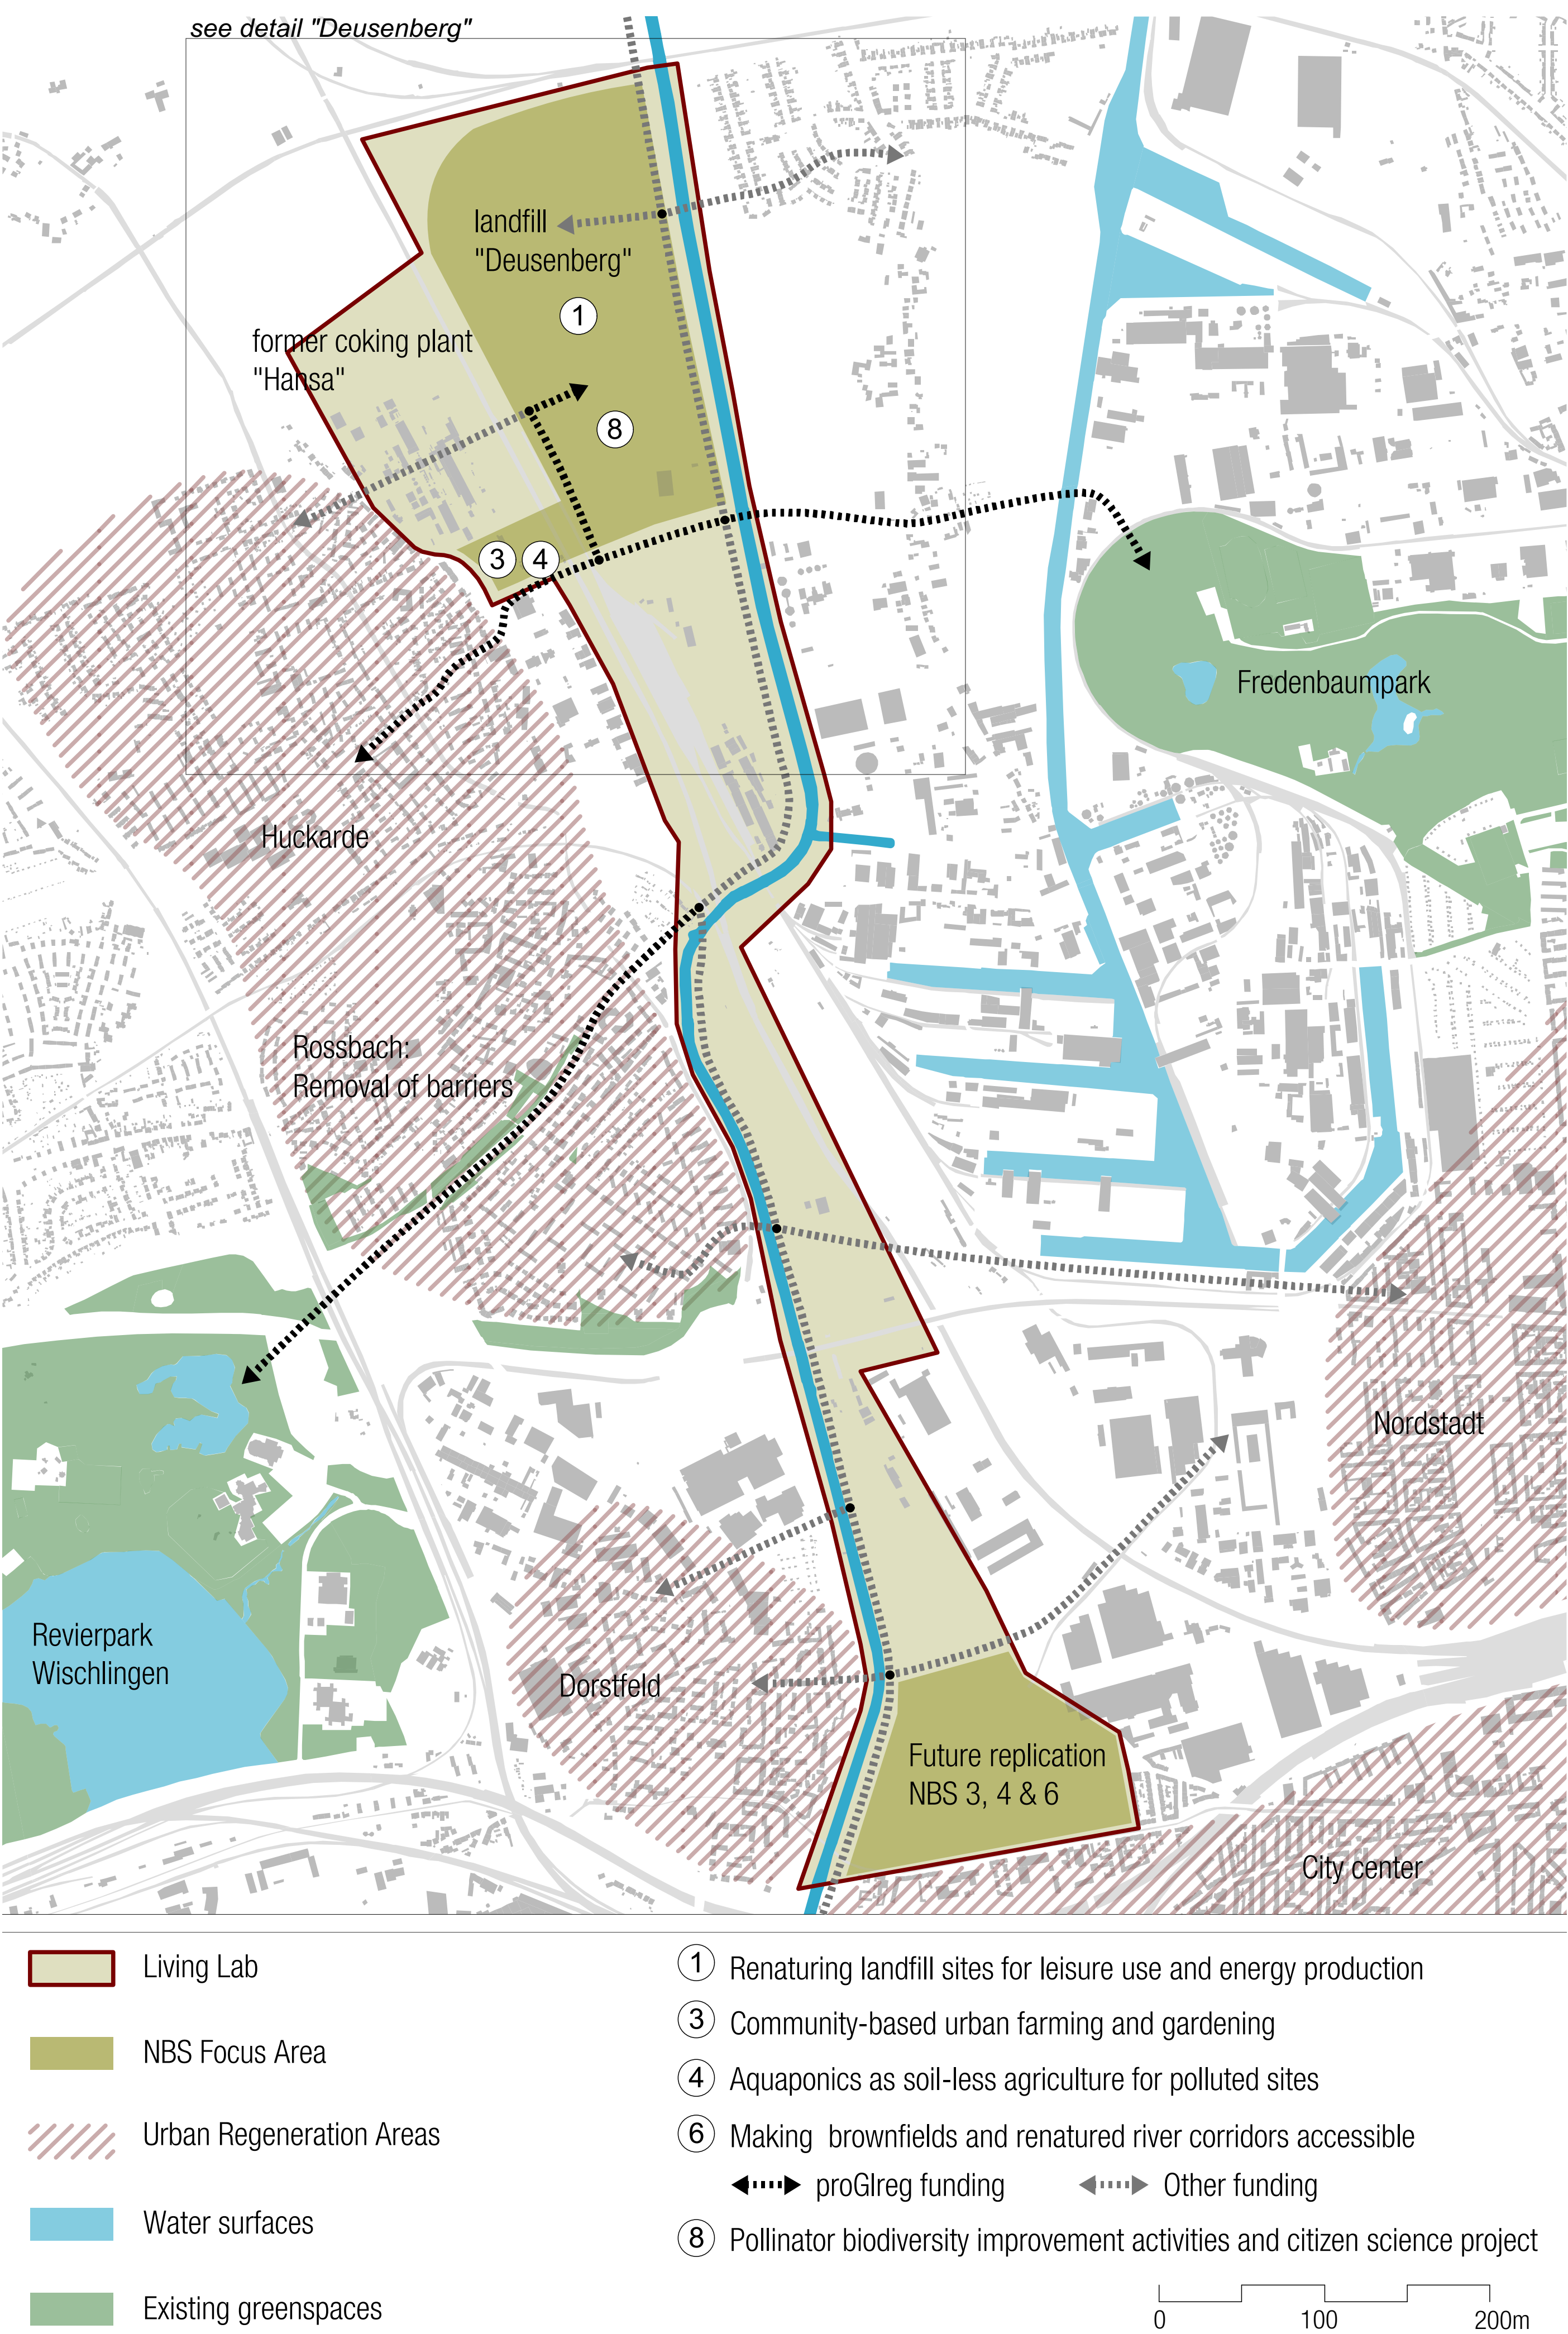 see detail "Deusenberg"
landfill
"Deusenberg"
1
former coking plant
"Hansa"
8
3 4
Fredenbaumpark
Huckarde
Rossbach:
Removal of barriers
Nordstadt
Revierpark
Wischlingen
Dorstfeld
Future replication
NBS 3, 4 & 6
City center
Living Lab
NBS Focus Area
Urban Regeneration Areas
Water surfaces
Existing greenspaces
1 Renaturing landfill sites for leisure use and energy production
3 Community-based urban farming and gardening
4 Aquaponics as soil-less agriculture for polluted sites
6 Making brownfields and renatured river corridors accessible
proGIreg funding Other funding
8 Pollinator biodiversity improvement activities and citizen science project
0 100 200m